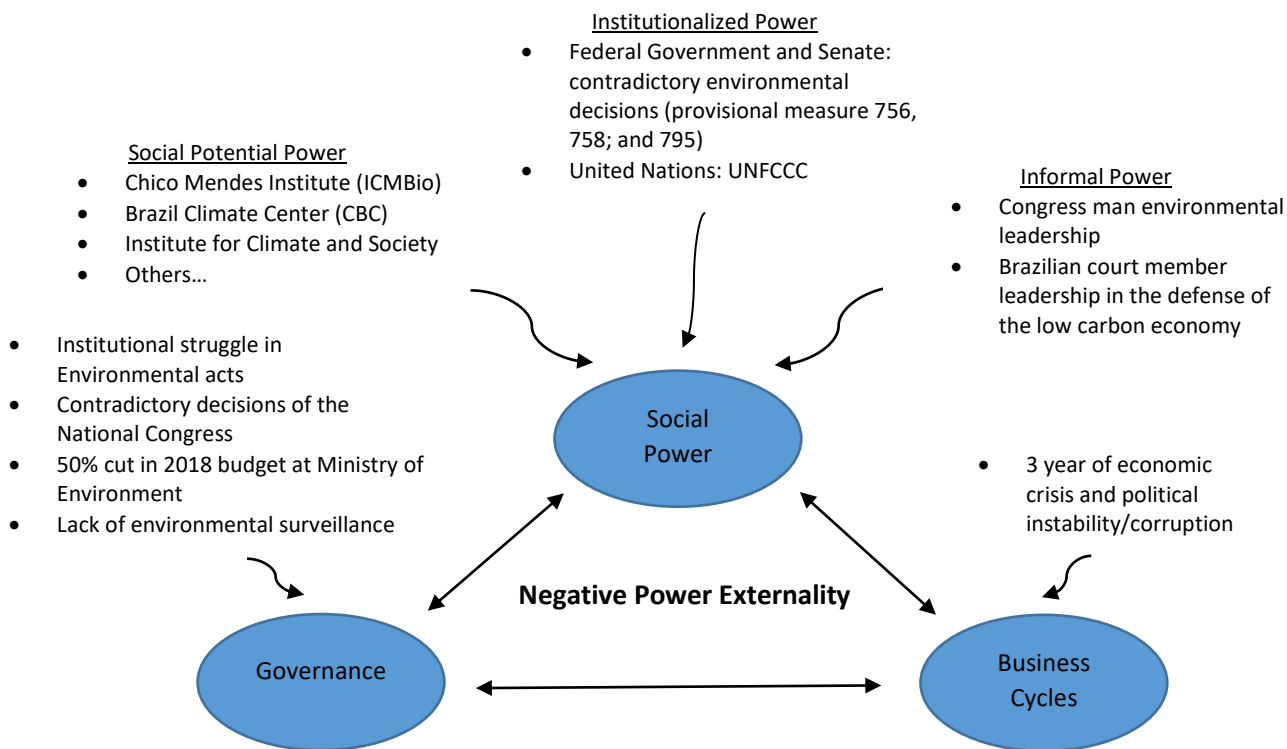 Institutionalized Power
• Federal Government and Senate:
contradictory environmental
decisions (provisional measure 756,
758; and 795)
• United Nations: UNFCCC
Social Potential Power
• Chico Mendes Institute (ICMBio)
• Brazil Climate Center (CBC)
• Institute for Climate and Society
• Others…
Informal Power
• Congress man environmental
leadership
• Brazilian court member
leadership in the defense of
the low carbon economy
• Institutional struggle in
Environmental acts
• Contradictory decisions of the
National Congress
• 50% cut in 2018 budget at Ministry of
Environment
• Lack of environmental surveillance
Social
Power
• 3 year of economic
crisis and political
instability/corruption
Negative Power Externality
Governance
Business
Cycles